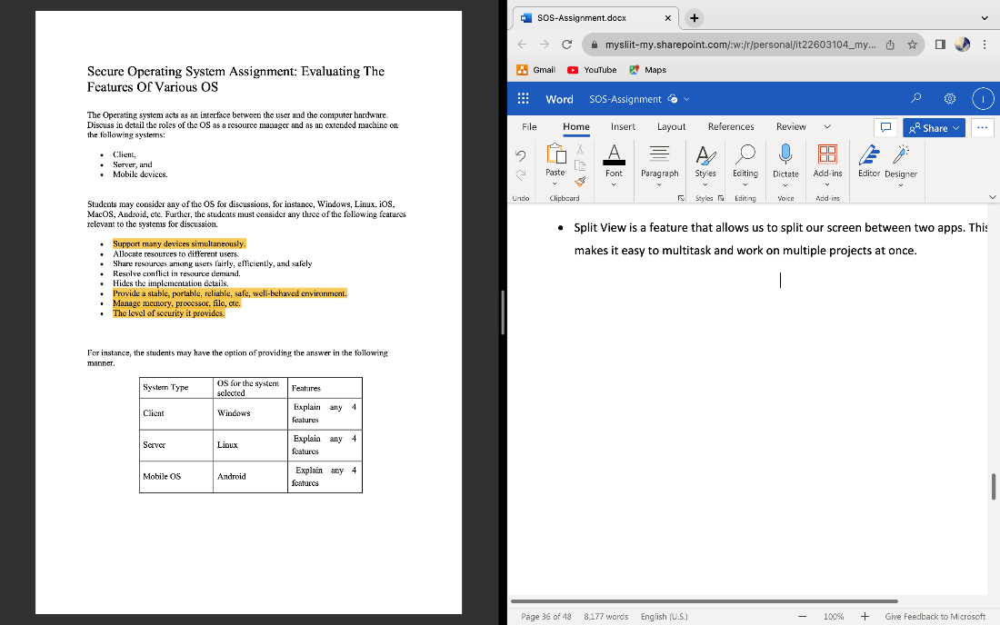 Secure Operating System Assignment: Evaluating The
Features Of Various OS
The Operating system acts as an interface between the user and the computer hardware.
Discuss in detail the roles of the OS as a resource manager and as an extended machine on
the following systems:
• Client,
• Server, and
• Mobile devices.
Students may consider any of the OS for discussions, for instance, Windows, Linux, iOS,
MacOS, Android, etc. Further, the students must consider any three of the following features
relevant to the systems for discussion.
• Support many devices simultaneously.
• Allocate resources to different users.
• Share resources among users fairly, efficiently, and safely
• Resolve conflict in resource demand.
• Hides the implementation details.
• Provide a stable, portable, reliable, safe, well-behaved environment.
• Manage memory, processor, file, etc.
• The level of security it provides.
For instance, the students may have the option of providing the answer in the following
manner.
System Type
OS for the system
selected
Features
Client
Windows
Explain any 4
features
Server
Linux
Explain any 4
features
Mobile OS
Android
Explain any 4
features
SOS-Assignment.docx
mysliit-my.sharepoint.com/:w:/r/personal/it22603104_my...
Gmail YouTube Maps
Word SOS-Assignment
I
File Home Insert Layout References Review Share
Paste Font Paragraph Styles Editing Dictate Add-ins Editor Designer
Undo Clipboard Styles Editing Voice Add-ins
• Split View is a feature that allows us to split our screen between two apps. This
makes it easy to multitask and work on multiple projects at once.
Page 36 of 48 8,177 words English (U.S.) 100% Give Feedback to Microsoft